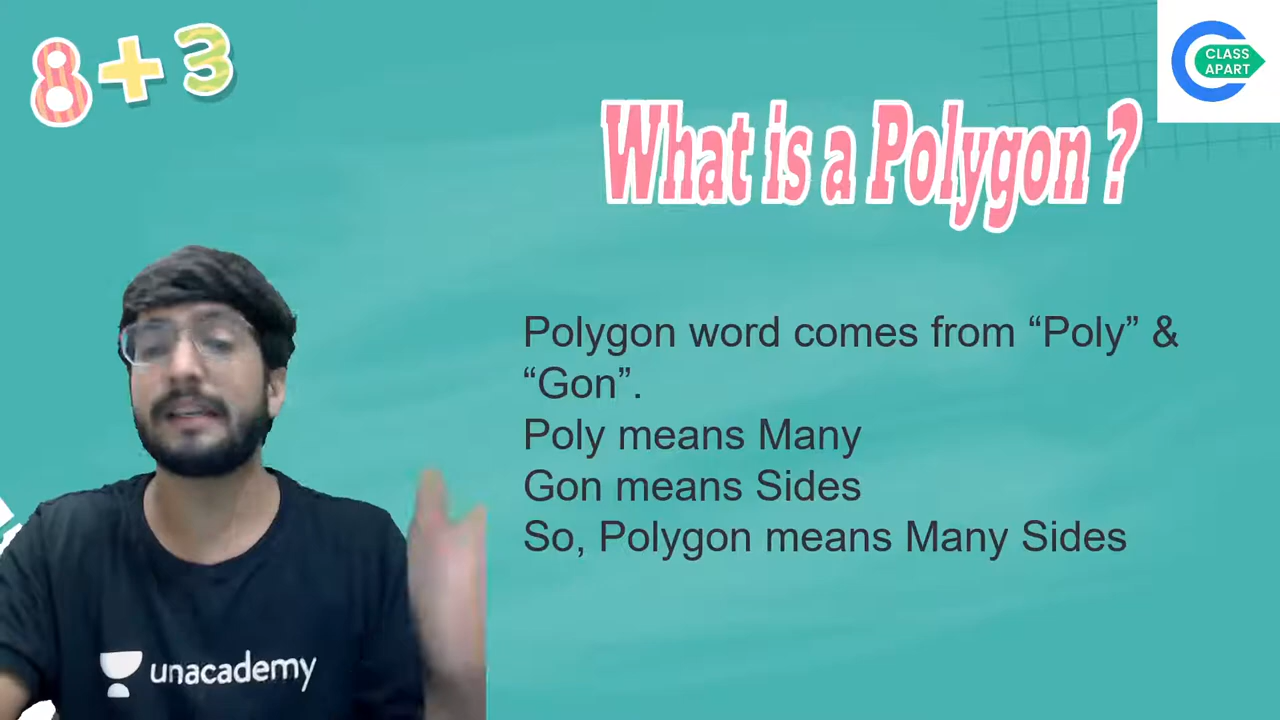 8+3
CLASS
APART
What is a Polygon ?
Polygon word comes from “Poly” &
“Gon”.
Poly means Many
Gon means Sides
So, Polygon means Many Sides
unacademy